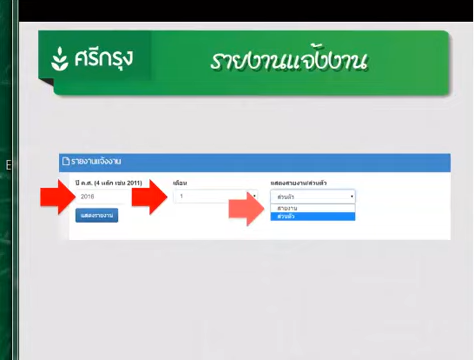 ศรีกรุง
รายงานแจ้งงาน
E
รายงานแจ้งงาน
ปี ค.ศ. (4 หลัก เช่น 2011)
เดือน
แสดงสายงาน/ส่วนตัว
2016
1
ส่วนตัว
สายงาน
ส่วนตัว
แสดงรายงาน